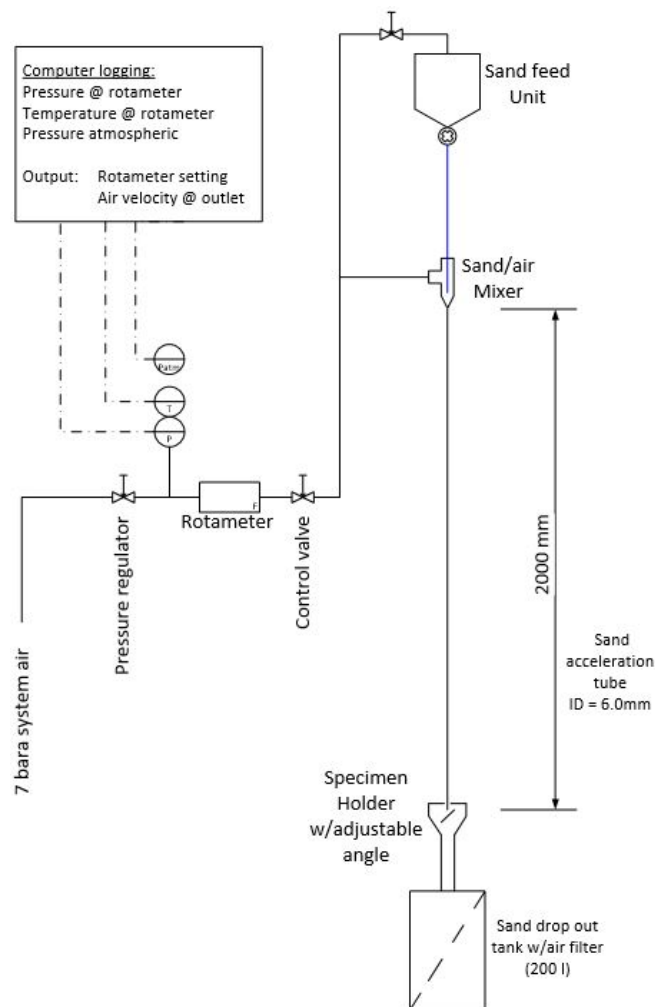 Computer logging:
Pressure @ rotameter
Temperature @ rotameter
Pressure atmospheric
Output: Rotameter setting
Air velocity @ outlet
Sand feed
Unit
Sand/air
Mixer
Patm
T
P
F
Rotameter
Pressure regulator
Control valve
7 bara system air
2000 mm
Sand
acceleration
tube
ID = 6.0mm
Specimen
Holder
w/adjustable
angle
Sand drop out
tank w/air filter
(200 l)